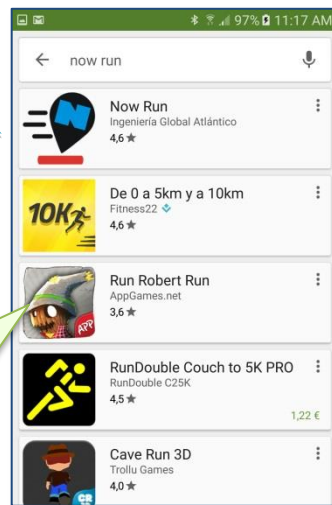 97% 11:17 AM
now run
N
Now Run
Ingeniería Global Atlántico
4,6★
10K
De 0 a 5km y a 10km
Fitness22
4,6★
APP
Run Robert Run
AppGames.net
3,6★
RunDouble Couch to 5K PRO
RunDouble C25K
4,5★
1,22 €
CR
Cave Run 3D
Trollu Games
4,0★